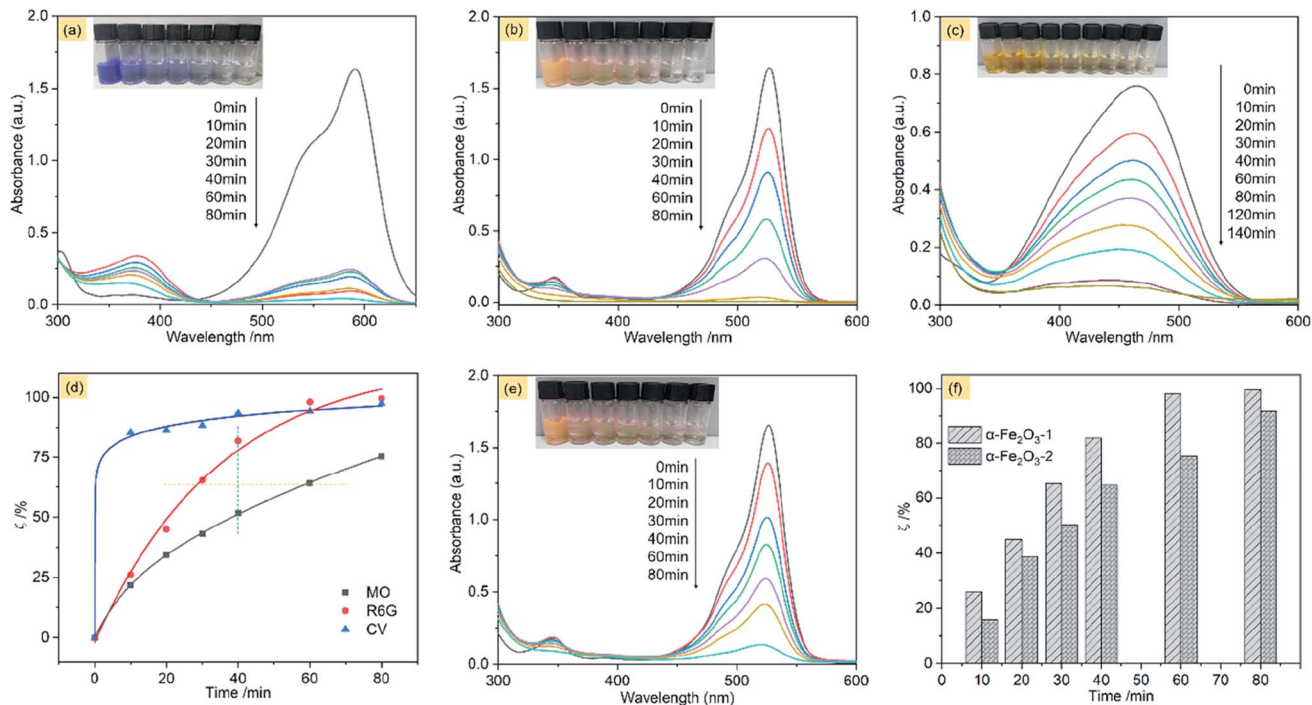 (a)
2.0
1.5
1.0
0.5
0.0
Absorbance (a.u.)
0min
10min
20min
30min
40min
60min
80min
300
400
500
600
Wavelength /nm
(b)
2.0
1.5
1.0
0.5
0.0
Absorbance (a.u.)
0min
10min
20min
30min
40min
60min
80min
300
400
500
600
Wavelength /nm
(c)
1.0
0.8
0.6
0.4
0.2
0.0
Absorbance (a.u.)
0min
10min
20min
30min
40min
60min
80min
120min
140min
300
400
500
600
Wavelength /nm
(d)
100
75
50
25
0
ζ /%
MO
R6G
CV
0
20
40
60
80
Time /min
(e)
2.0
1.5
1.0
0.5
0.0
Absorbance (a.u.)
0min
10min
20min
30min
40min
60min
80min
300
400
500
600
Wavelength (nm)
(f)
100
80
60
40
20
0
ζ /%
α-Fe₂O₃-1
α-Fe₂O₃-2
0
10
20
30
40
50
60
70
80
Time /min